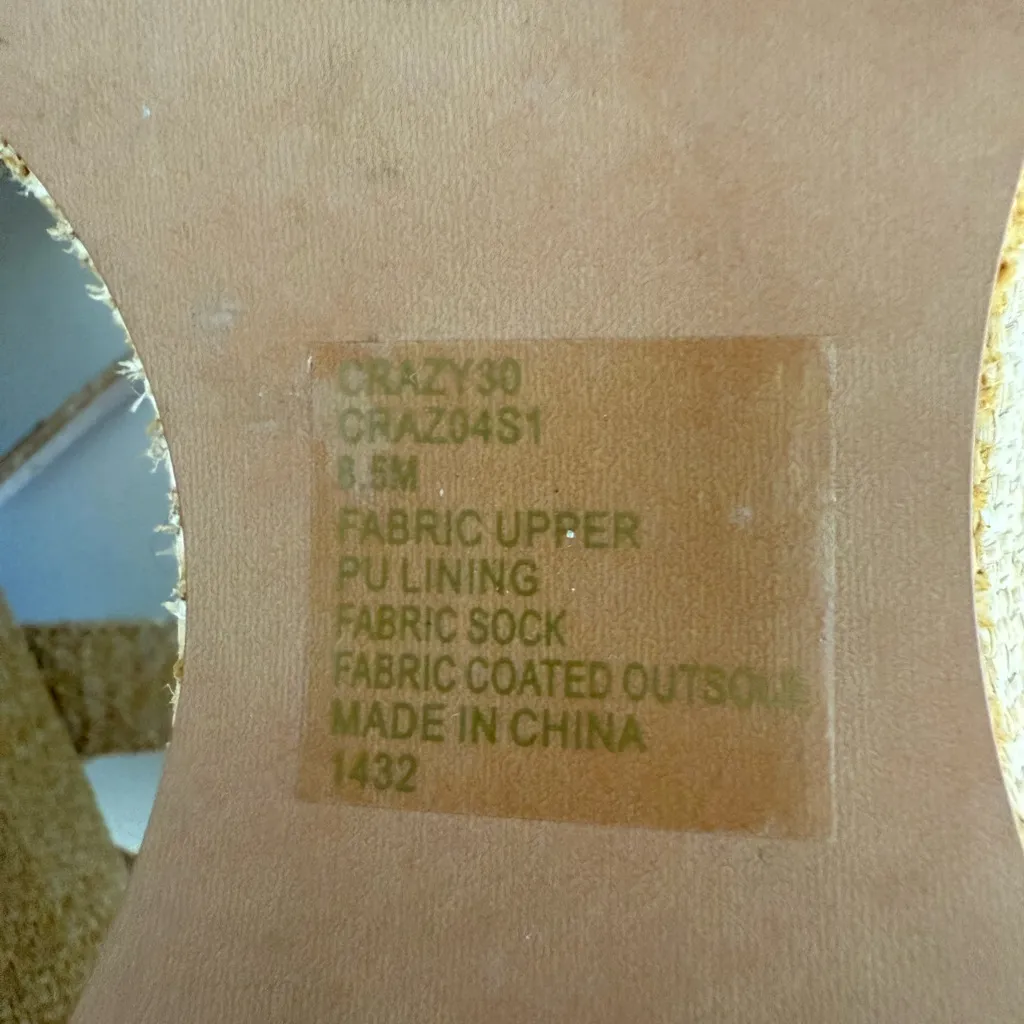 CRAZY30
CRAZ04S1
8.5M
FABRIC UPPER
PU LINING
FABRIC SOCK
FABRIC COATED OUTSOLE
MADE IN CHINA
1432